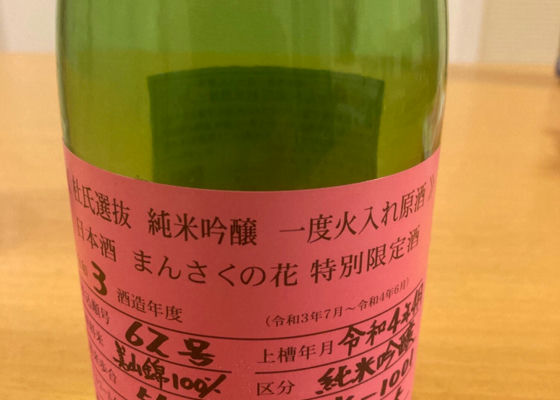 杜氏選抜 純米吟醸 一度火入れ原酒
日本酒 まんさくの花 特別限定酒
3 酒造年度 (令和3年7月〜令和4年6月)
62号 上槽年月 令和4年
美山錦100% 区分 純米吟醸